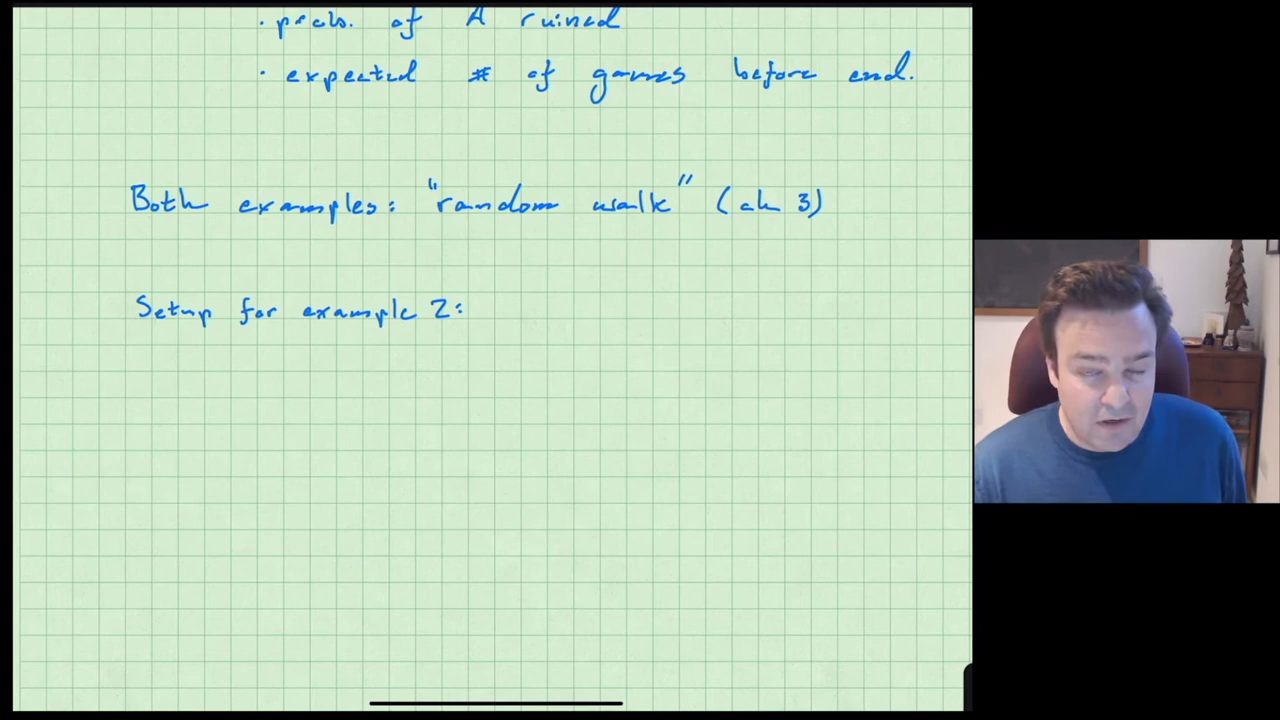 · prob. of A ruined
· expected # of games before end.
Both examples: "random walk" (ch 3)
Setup for example 2: